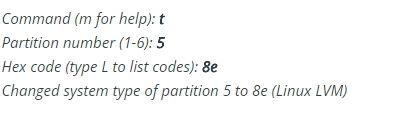 Command (m for help): t
Partition number (1-6): 5
Hex code (type L to list codes): 8e
Changed system type of partition 5 to 8e (Linux LVM)